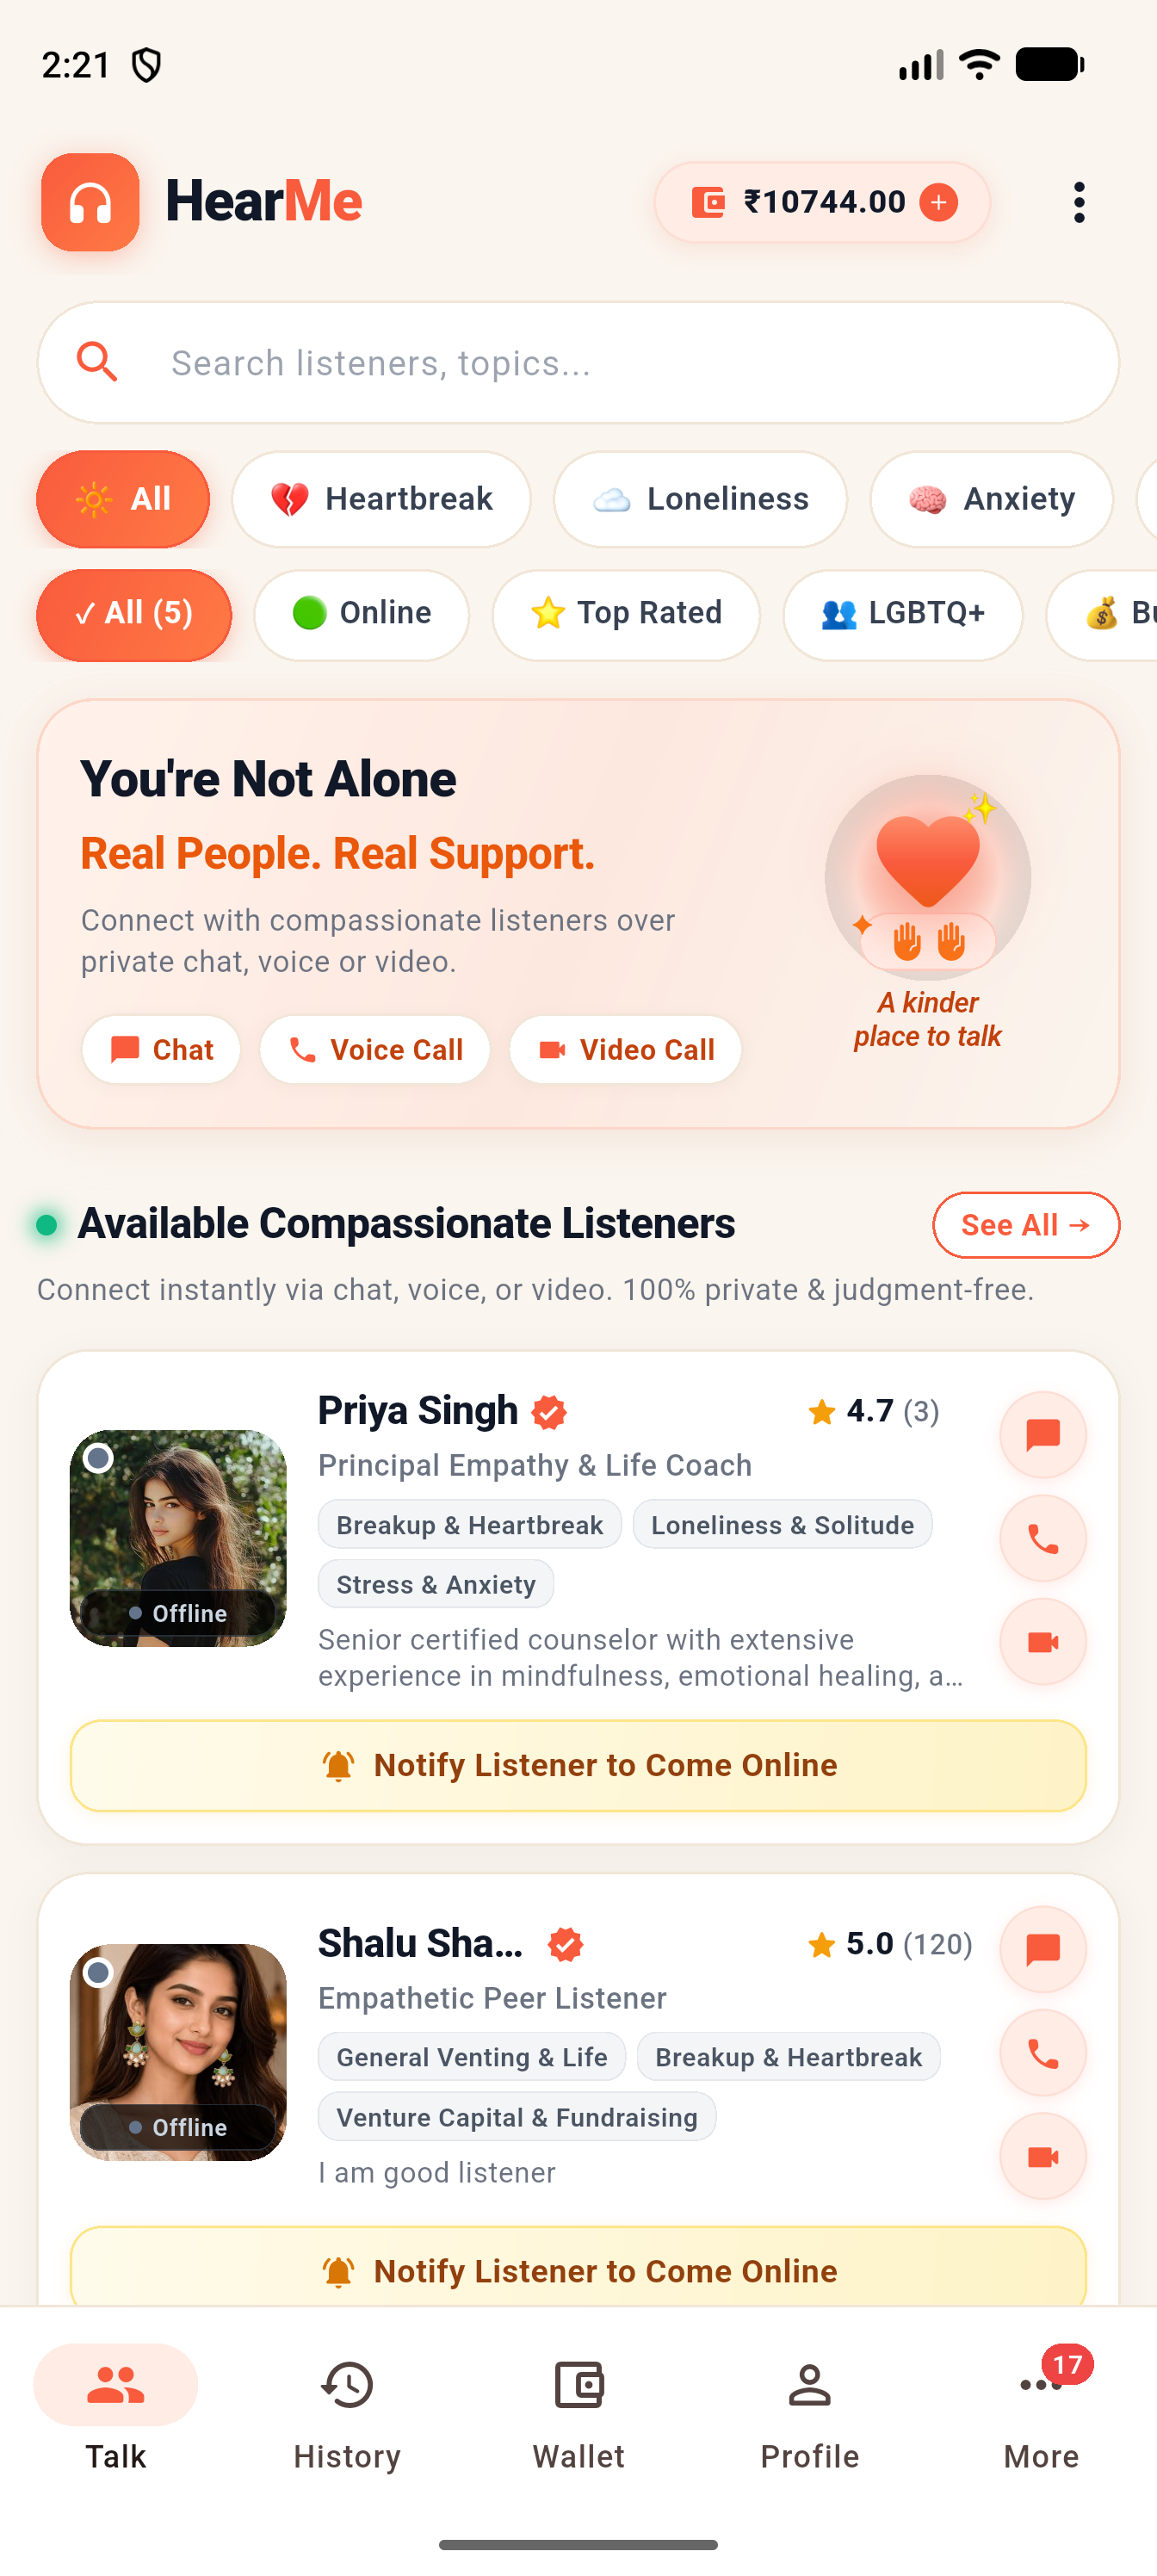 2:21
HearMe
₹10744.00
Search listeners, topics...
All
Heartbreak
Loneliness
Anxiety
✓ All (5)
Online
Top Rated
LGBTQ+
You're Not Alone
Real People. Real Support.
Connect with compassionate listeners over
private chat, voice or video.
Chat
Voice Call
Video Call
A kinder
place to talk
Available Compassionate Listeners
See All →
Connect instantly via chat, voice, or video. 100% private & judgment-free.
Priya Singh
4.7 (3)
Principal Empathy & Life Coach
Breakup & Heartbreak
Loneliness & Solitude
Stress & Anxiety
Offline
Senior certified counselor with extensive
experience in mindfulness, emotional healing, a…
Notify Listener to Come Online
Shalu Sha…
5.0 (120)
Empathetic Peer Listener
General Venting & Life
Breakup & Heartbreak
Venture Capital & Fundraising
Offline
I am good listener
Notify Listener to Come Online
17
Talk
History
Wallet
Profile
More